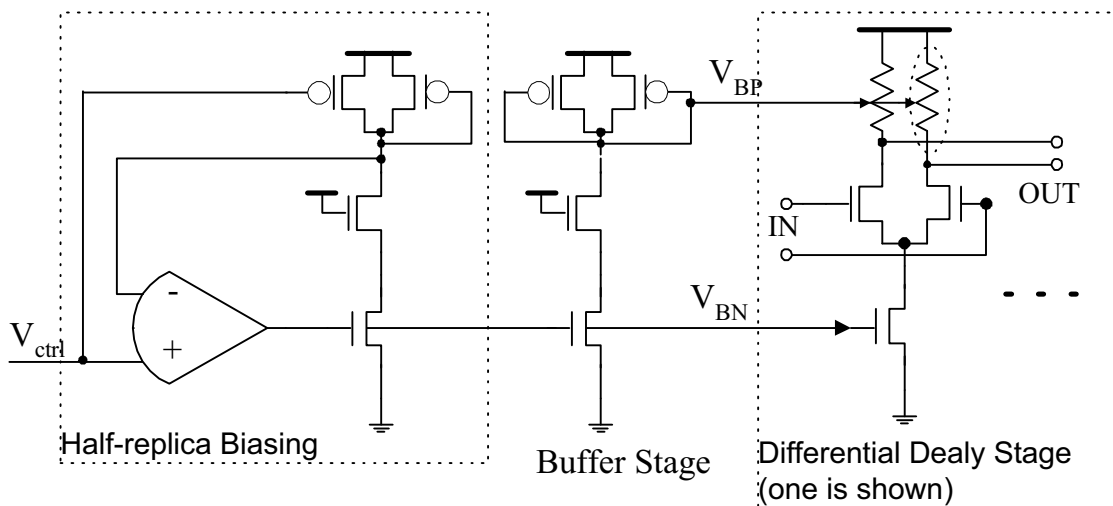 V_BP
IN
OUT
-
+
V_ctrl
V_BN
Half-replica Biasing
Buffer Stage
Differential Dealy Stage
(one is shown)